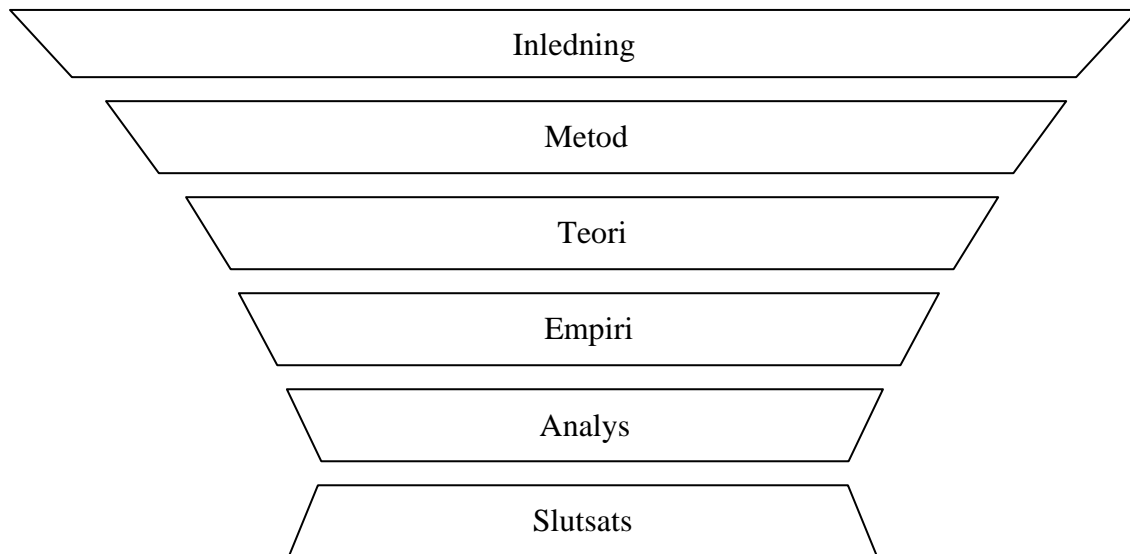 Inledning
Metod
Teori
Empiri
Analys
Slutsats